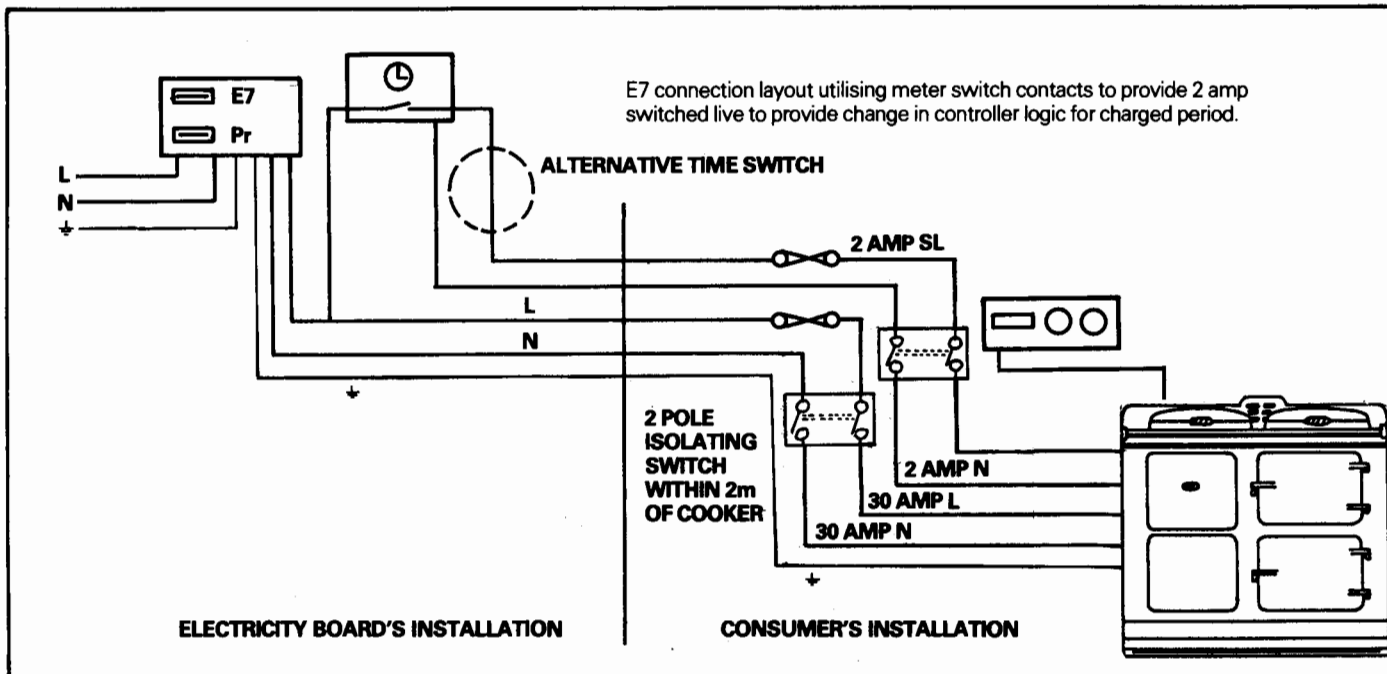 E7
Pr
E7 connection layout utilising meter switch contacts to provide 2 amp
switched live to provide change in controller logic for charged period.
ALTERNATIVE TIME SWITCH
L
N
2 AMP SL
L
N
2 POLE
ISOLATING
SWITCH
WITHIN 2m
OF COOKER
2 AMP N
30 AMP L
30 AMP N
ELECTRICITY BOARD'S INSTALLATION
CONSUMER'S INSTALLATION